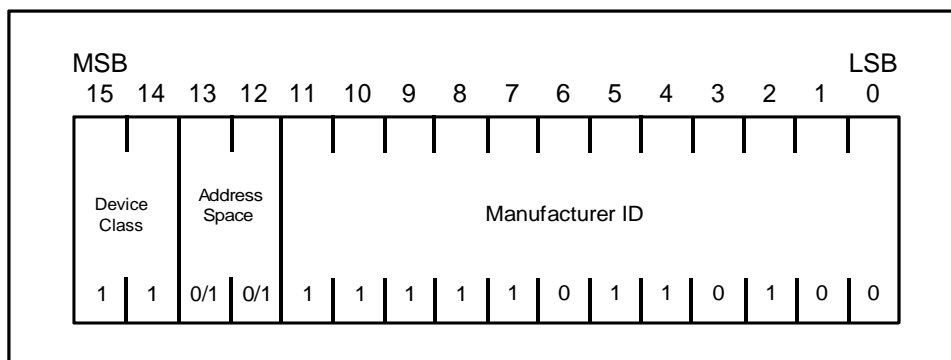 MSB LSB
15 14 13 12 11 10 9 8 7 6 5 4 3 2 1 0
Device Class
Address Space
Manufacturer ID
1 1 0/1 0/1 1 1 1 1 1 0 1 1 0 1 0 0